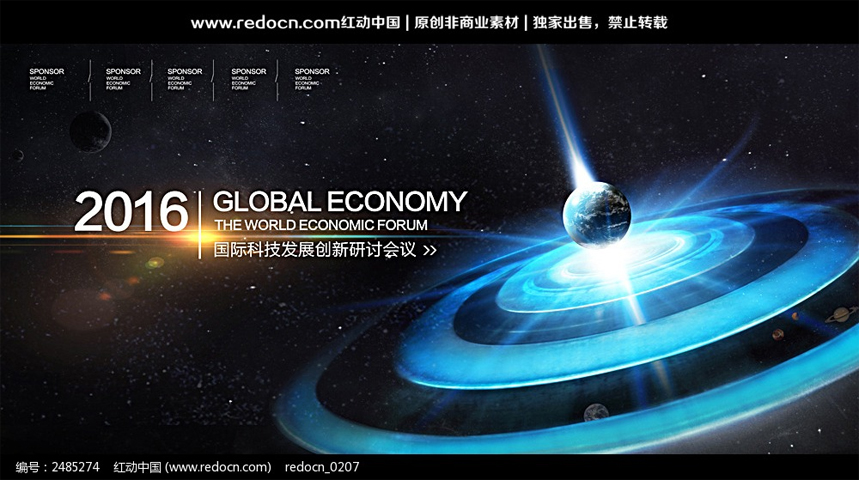 www.redocn.com红动中国 | 原创非商业素材 | 独家出售，禁止转载
SPONSOR SPONSOR SPONSOR SPONSOR SPONSOR
WORLD WORLD WORLD WORLD WORLD
ECONOMIC ECONOMIC ECONOMIC ECONOMIC ECONOMIC
FORUM FORUM FORUM FORUM FORUM
2016
GLOBAL ECONOMY
THE WORLD ECONOMIC FORUM
国际科技发展创新研讨会议 >>
编号：2485274 红动中国 (www.redocn.com) redocn_0207